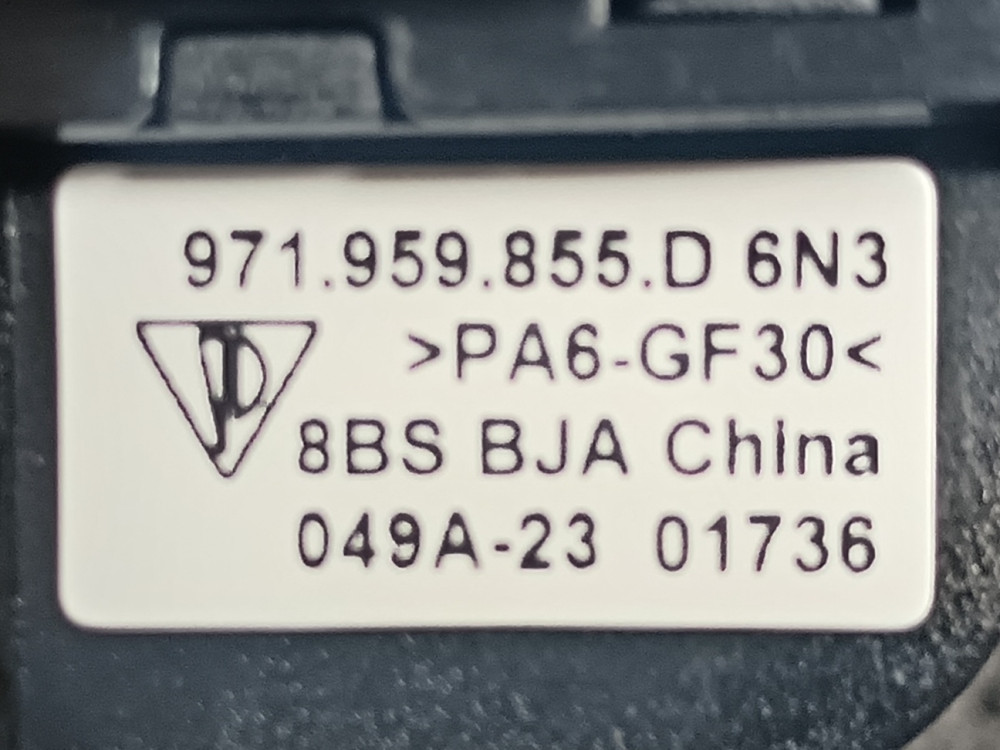 971.959.855.D 6N3
>PA6-GF30<
8BS BJA China
049A-23 01736